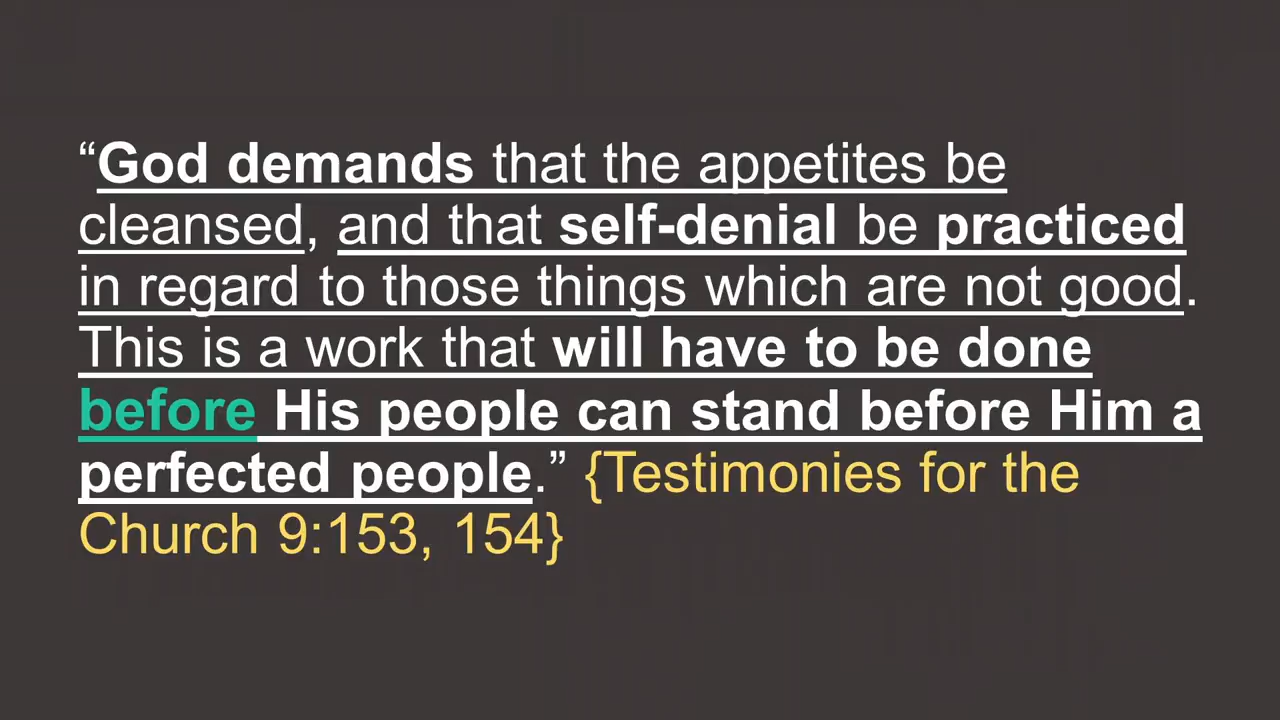 “God demands that the appetites be
cleansed, and that self-denial be practiced
in regard to those things which are not good.
This is a work that will have to be done
before His people can stand before Him a
perfected people.” {Testimonies for the
Church 9:153, 154}